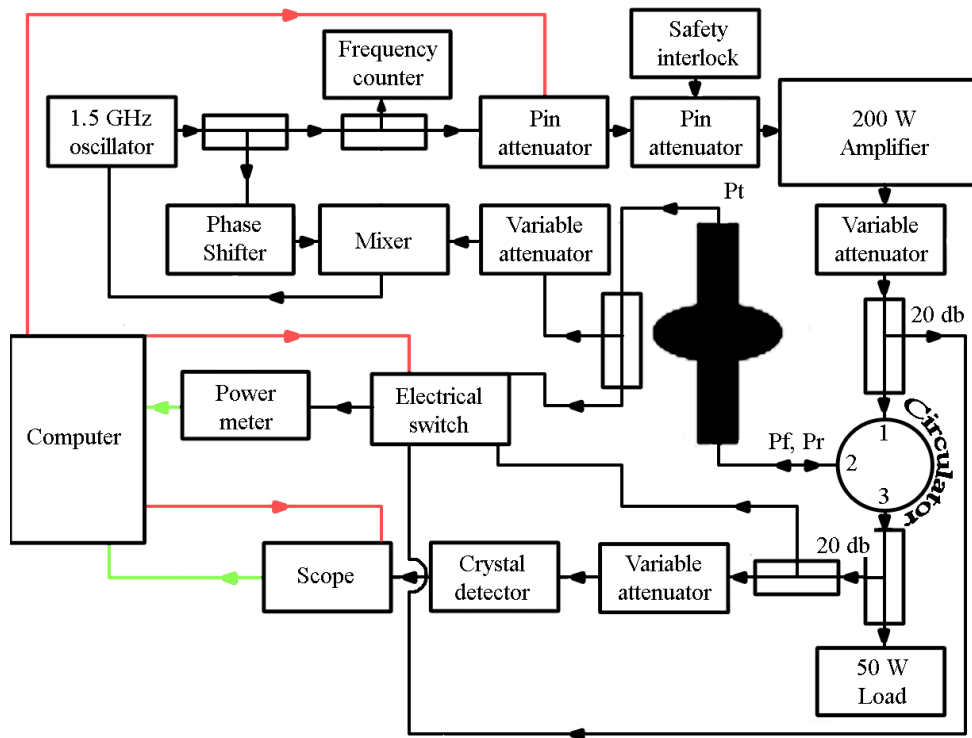 Safety
interlock
Frequency
counter
1.5 GHz
oscillator
Pin
attenuator
Pin
attenuator
200 W
Amplifier
Pt
Phase
Shifter
Mixer
Variable
attenuator
Variable
attenuator
20 db
Computer
Power
meter
Electrical
switch
Circulator
1
2
3
Pf, Pr
20 db
Scope
Crystal
detector
Variable
attenuator
50 W
Load